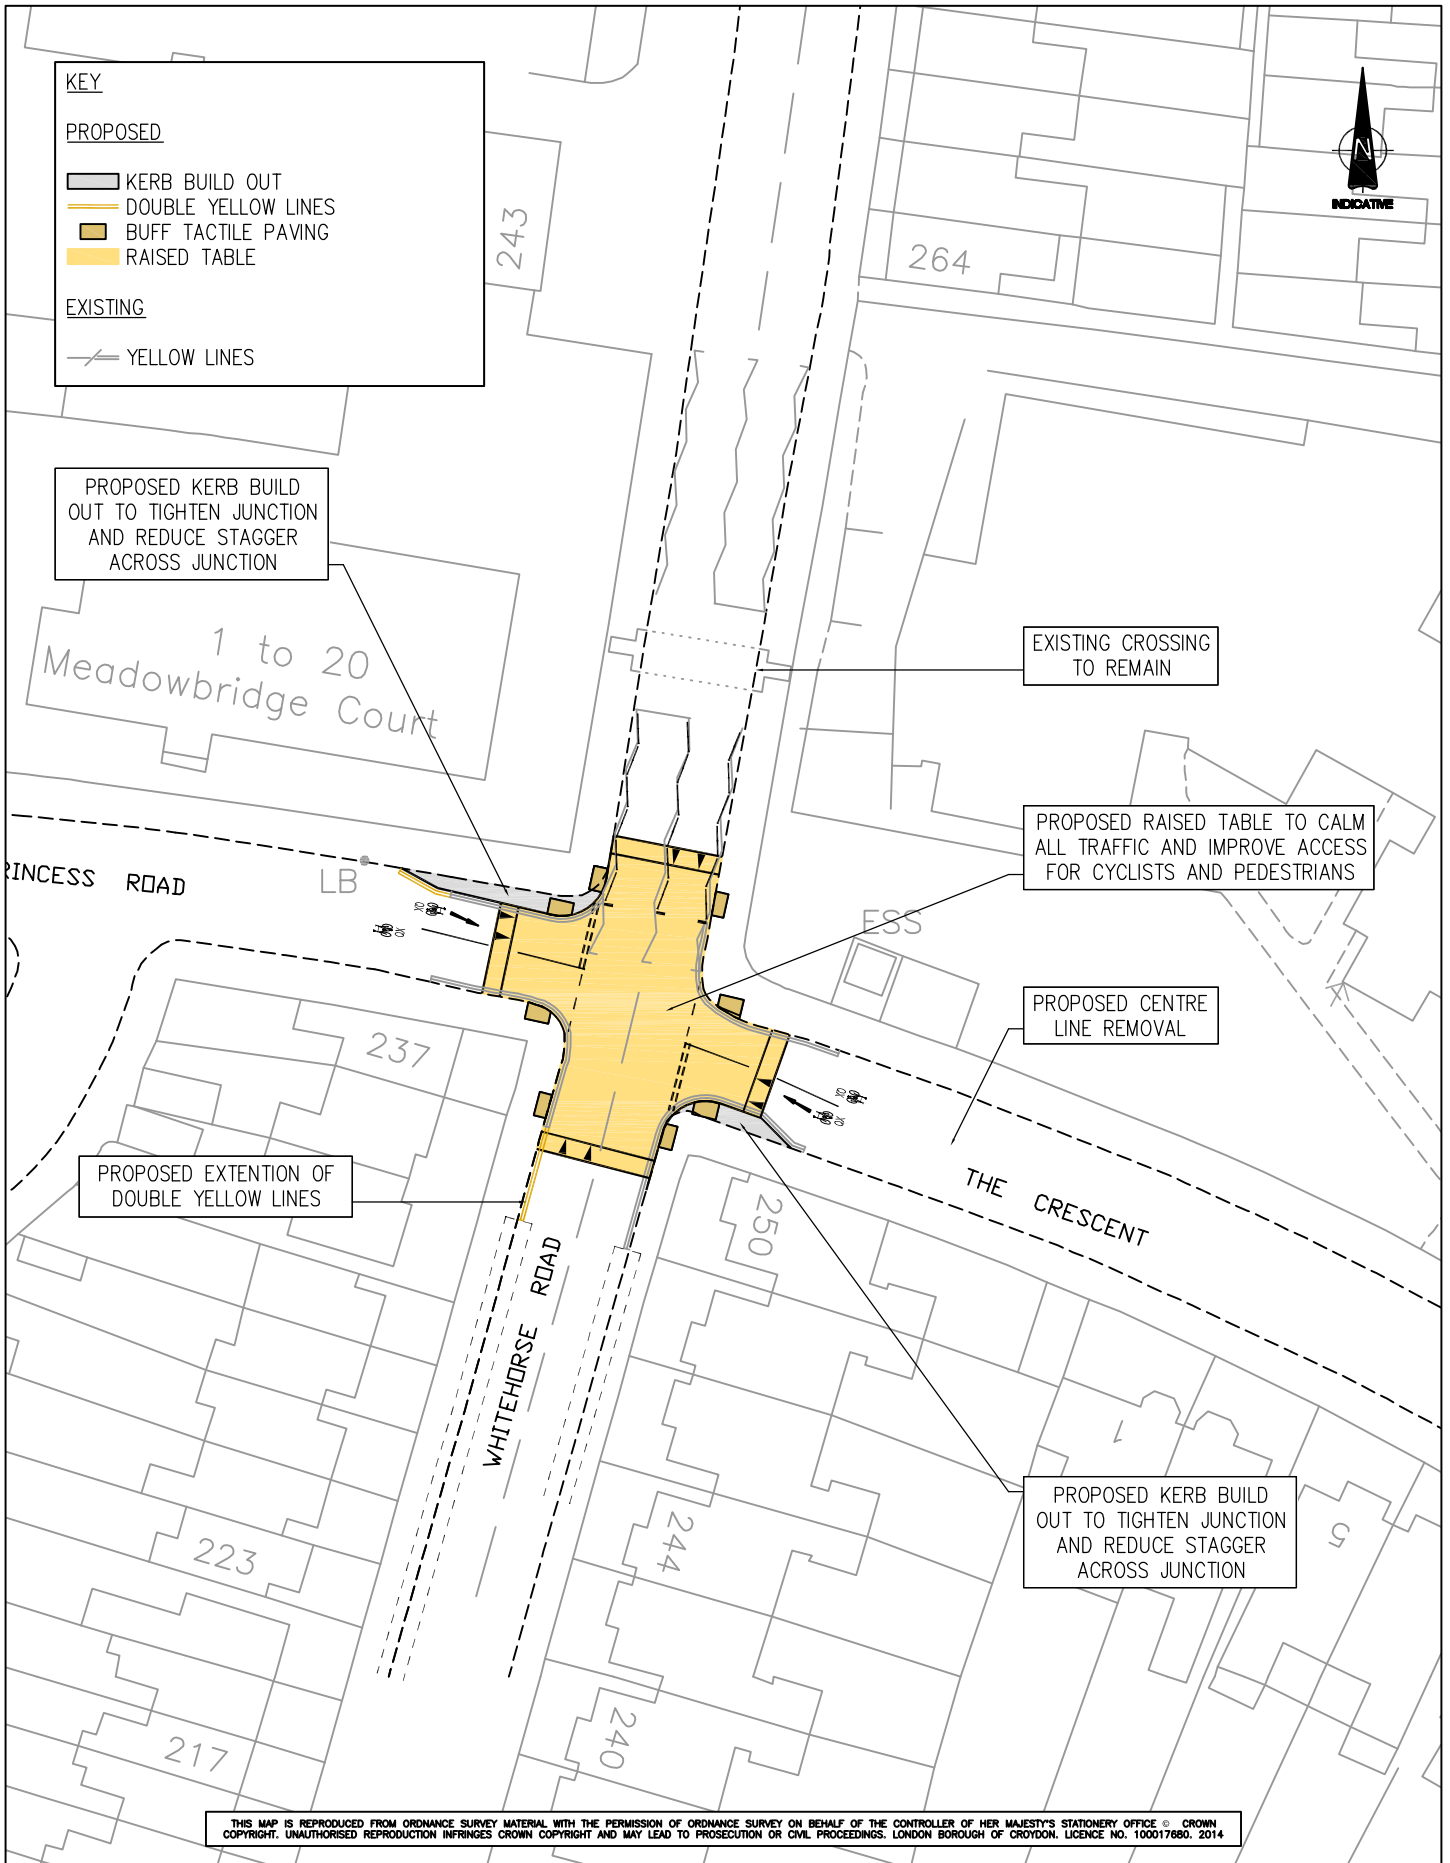 KEY
PROPOSED
KERB BUILD OUT
DOUBLE YELLOW LINES
BUFF TACTILE PAVING
RAISED TABLE
EXISTING
YELLOW LINES
N
INDICATIVE
243
264
PROPOSED KERB BUILD
OUT TO TIGHTEN JUNCTION
AND REDUCE STAGGER
ACROSS JUNCTION
1 to 20
Meadowbridge Court
EXISTING CROSSING
TO REMAIN
PROPOSED RAISED TABLE TO CALM
ALL TRAFFIC AND IMPROVE ACCESS
FOR CYCLISTS AND PEDESTRIANS
RINCESS ROAD
LB
ESS
PROPOSED CENTRE
LINE REMOVAL
237
PROPOSED EXTENTION OF
DOUBLE YELLOW LINES
THE CRESCENT
250
WHITEHORSE ROAD
1
PROPOSED KERB BUILD
OUT TO TIGHTEN JUNCTION
AND REDUCE STAGGER
ACROSS JUNCTION
5
244
223
240
217
THIS MAP IS REPRODUCED FROM ORDNANCE SURVEY MATERIAL WITH THE PERMISSION OF ORDNANCE SURVEY ON BEHALF OF THE CONTROLLER OF HER MAJESTY'S STATIONERY OFFICE © CROWN
COPYRIGHT. UNAUTHORISED REPRODUCTION INFRINGES CROWN COPYRIGHT AND MAY LEAD TO PROSECUTION OR CIVIL PROCEEDINGS. LONDON BOROUGH OF CROYDON. LICENCE NO. 100017680. 2014